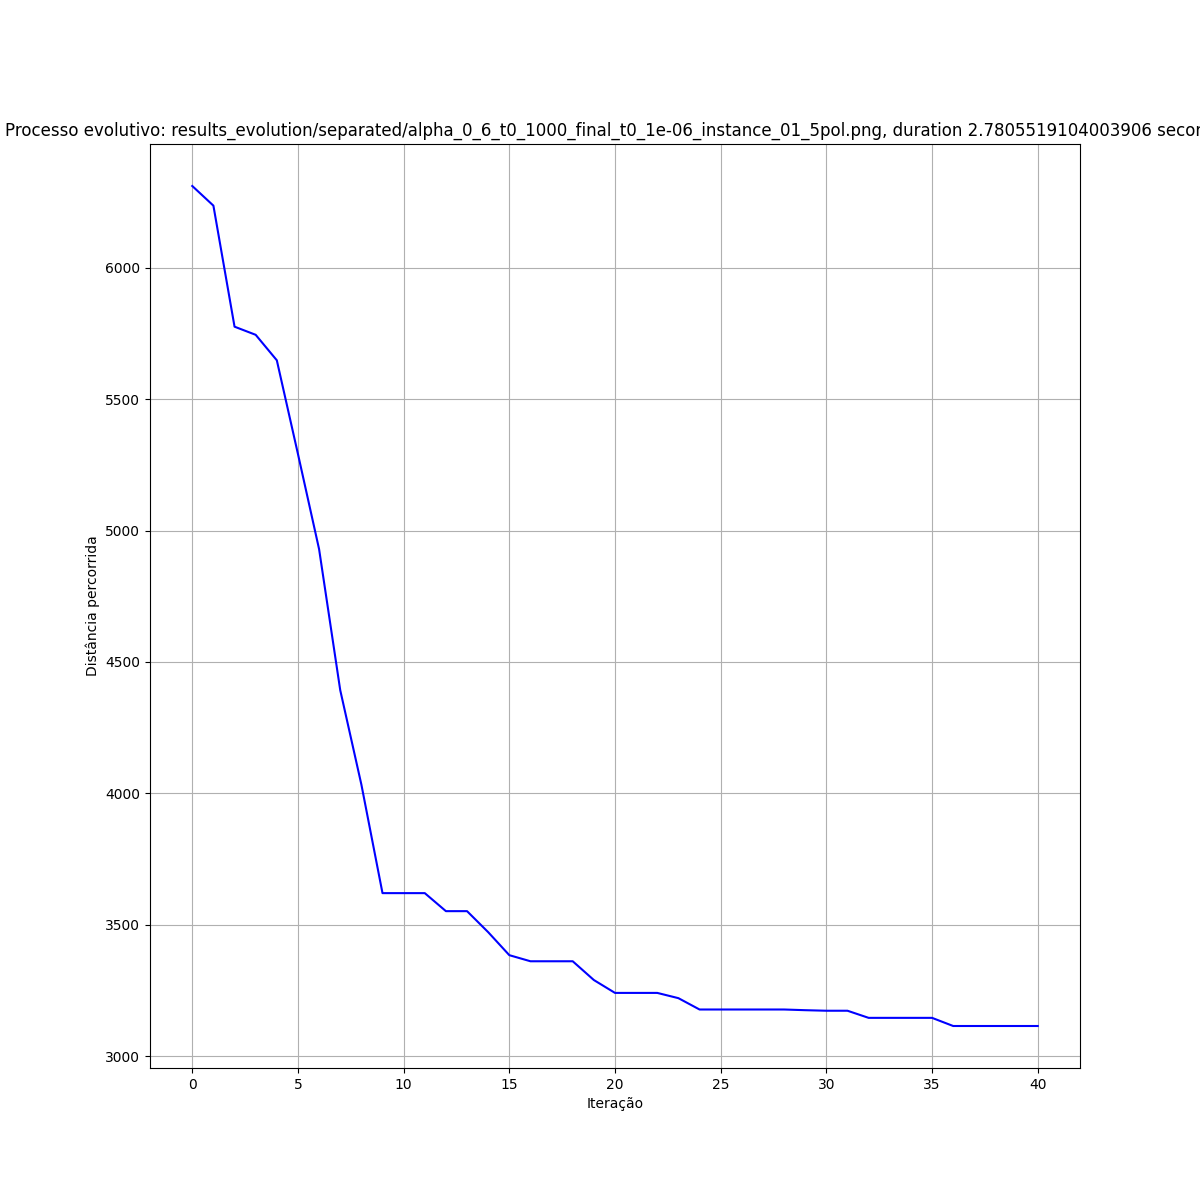 Processo evolutivo: results_evolution/separated/alpha_0_6_t0_1000_final_t0_1e-06_instance_01_5pol.png, duration 2.7805519104003906 secon
6000
5500
5000
4500
4000
3500
3000
Distância percorrida
0 5 10 15 20 25 30 35 40
Iteração